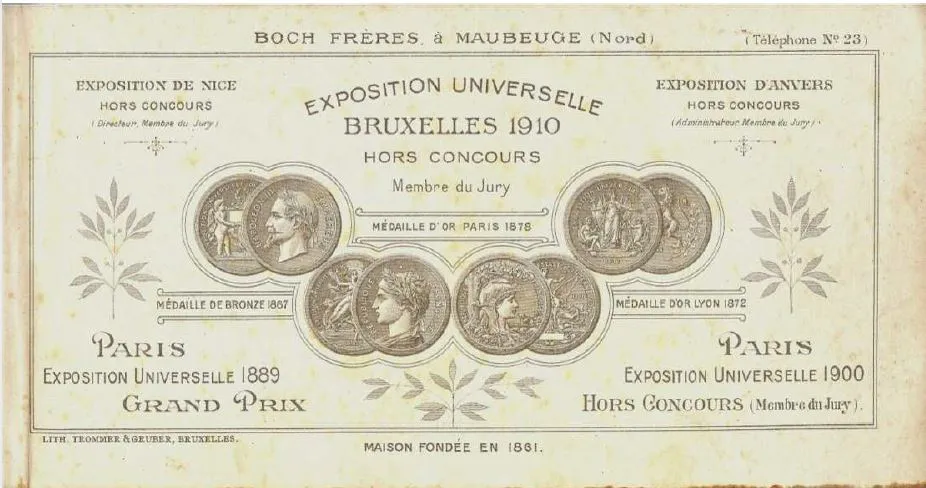 BOCH FRÈRES, à MAUBEUGE (Nord)
(Téléphone Nº 23)
EXPOSITION DE NICE
HORS CONCOURS
(Directeur, Membre du Jury)
EXPOSITION UNIVERSELLE
BRUXELLES 1910
HORS CONCOURS
Membre du Jury
EXPOSITION D'ANVERS
HORS CONCOURS
(Administrateur Membre du Jury)
MÉDAILLE D'OR PARIS 1878
MÉDAILLE DE BRONZE 1867
MÉDAILLE D'OR LYON 1872
PARIS
EXPOSITION UNIVERSELLE 1889
GRAND PRIX
PARIS
EXPOSITION UNIVERSELLE 1900
HORS CONCOURS (Membre du Jury).
LITH. TROMMER & GRUBER, BRUXELLES.
MAISON FONDÉE EN 1861.